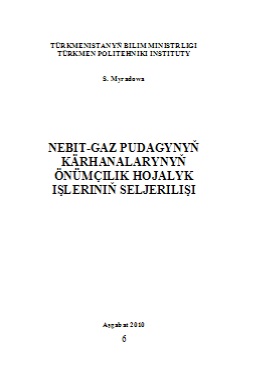 TÜRKMENISTANYŇ BILIM MINISTRLIGI
TÜRKMEN POLITEHNIKI INSTITUTY
S. Myradowa
NEBIT-GAZ PUDAGYNYŇ
KÄRHANALARYNYŇ
ÖNÜMÇILIK HOJALYK
IŞLERINIŇ SELJERILIŞI
Aşgabat 2010
6